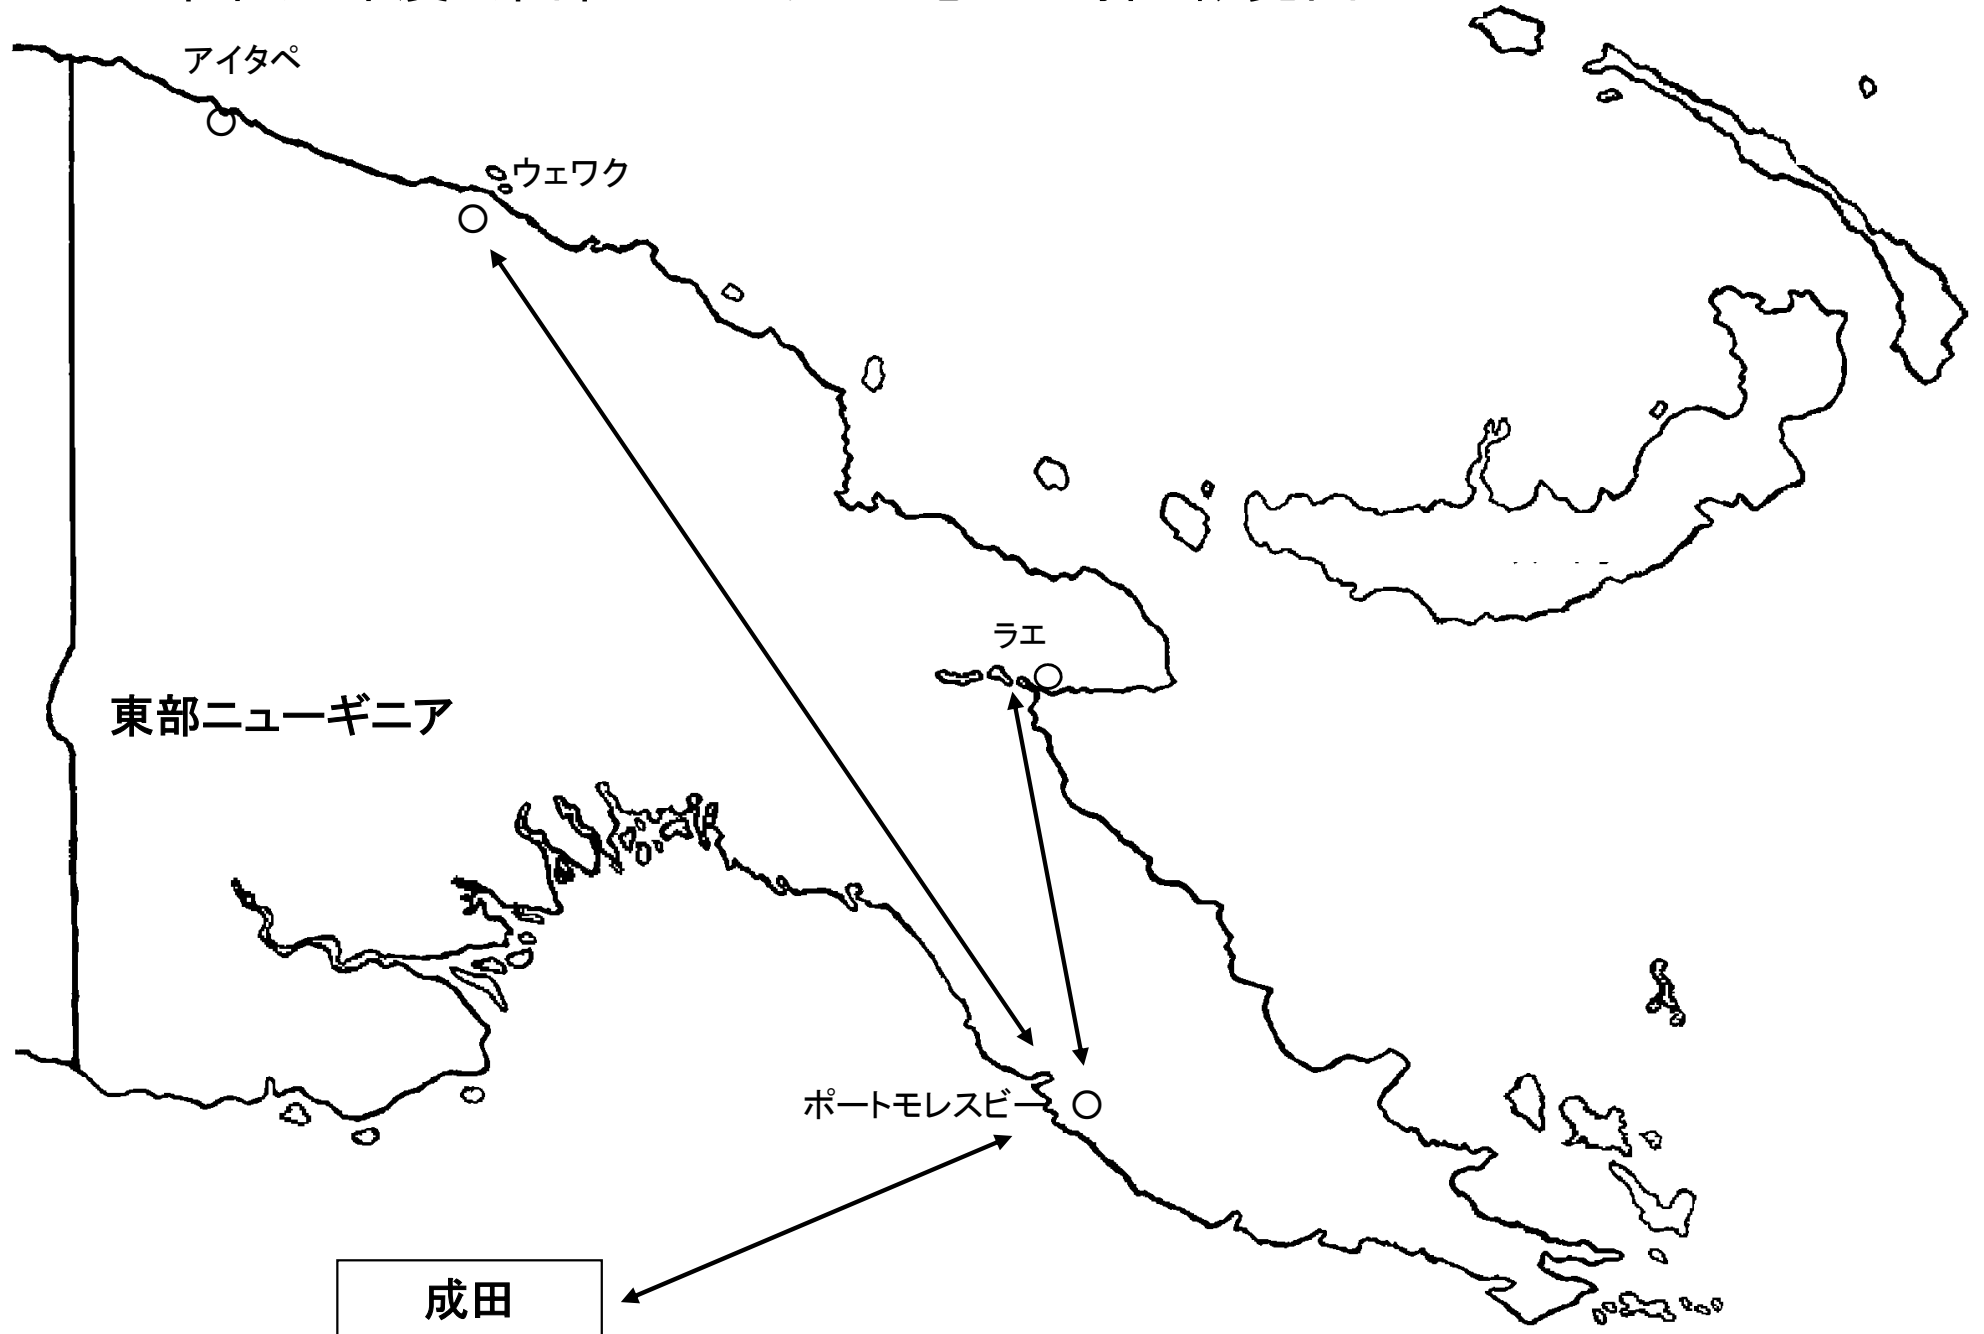 アイタペ
ウェワク
ラエ
東部ニューギニア
ポートモレスビー
成田